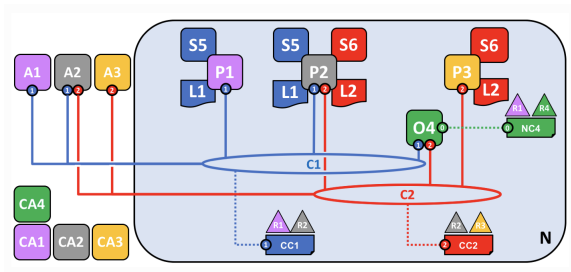 S5 S5 S6 S6
A1 A2 A3 P1 P2 P3
1 1 2 2 1 1 2 2
L1 L1 L2 L2
R1 R4
O4 0 0 NC4
1 2
C1
CA4 C2
R1 R2 R2 R3
CA1 CA2 CA3 1 CC1 2 CC2 N